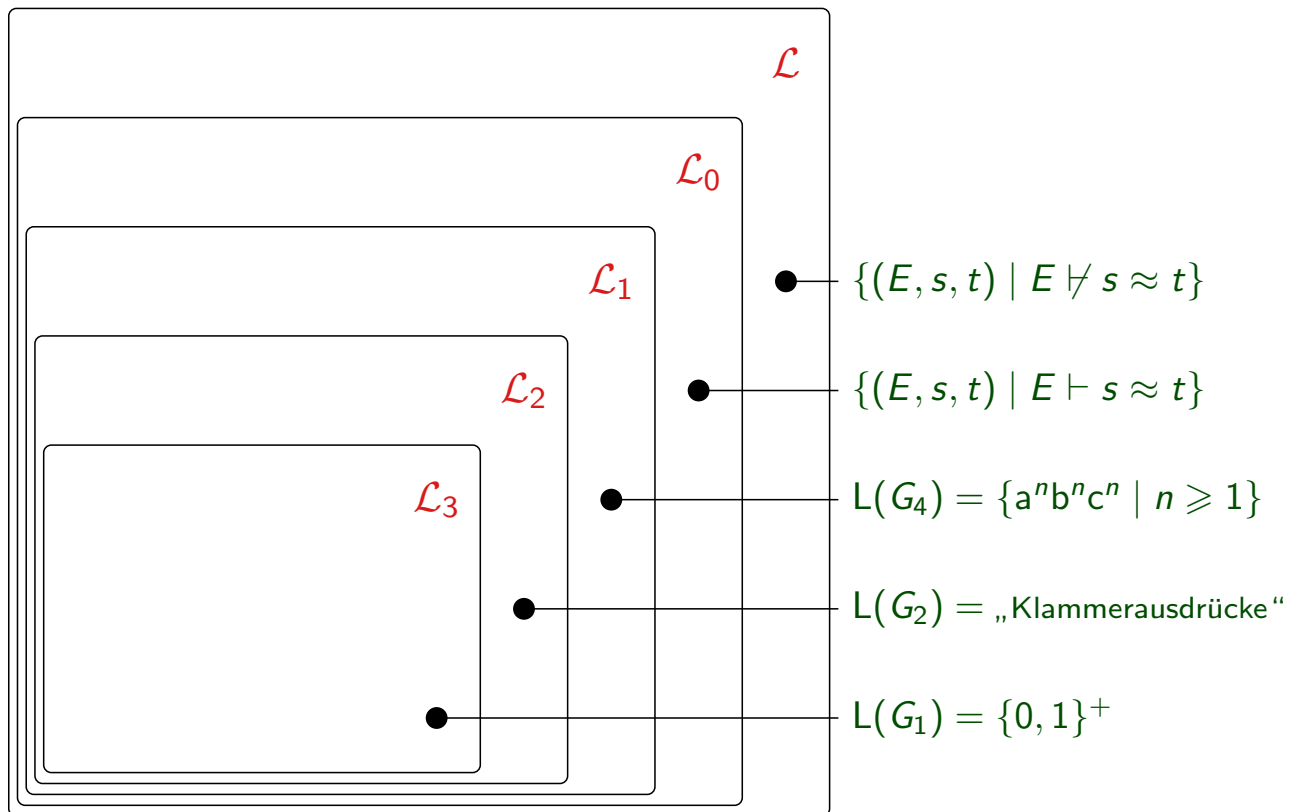 ℒ
ℒ₀
ℒ₁
{(E, s, t) | E ⊬ s ≈ t}
ℒ₂
{(E, s, t) | E ⊢ s ≈ t}
ℒ₃
L(G₄) = {aⁿbⁿcⁿ | n ⩾ 1}
L(G₂) = „Klammerausdrücke“
L(G₁) = {0, 1}⁺